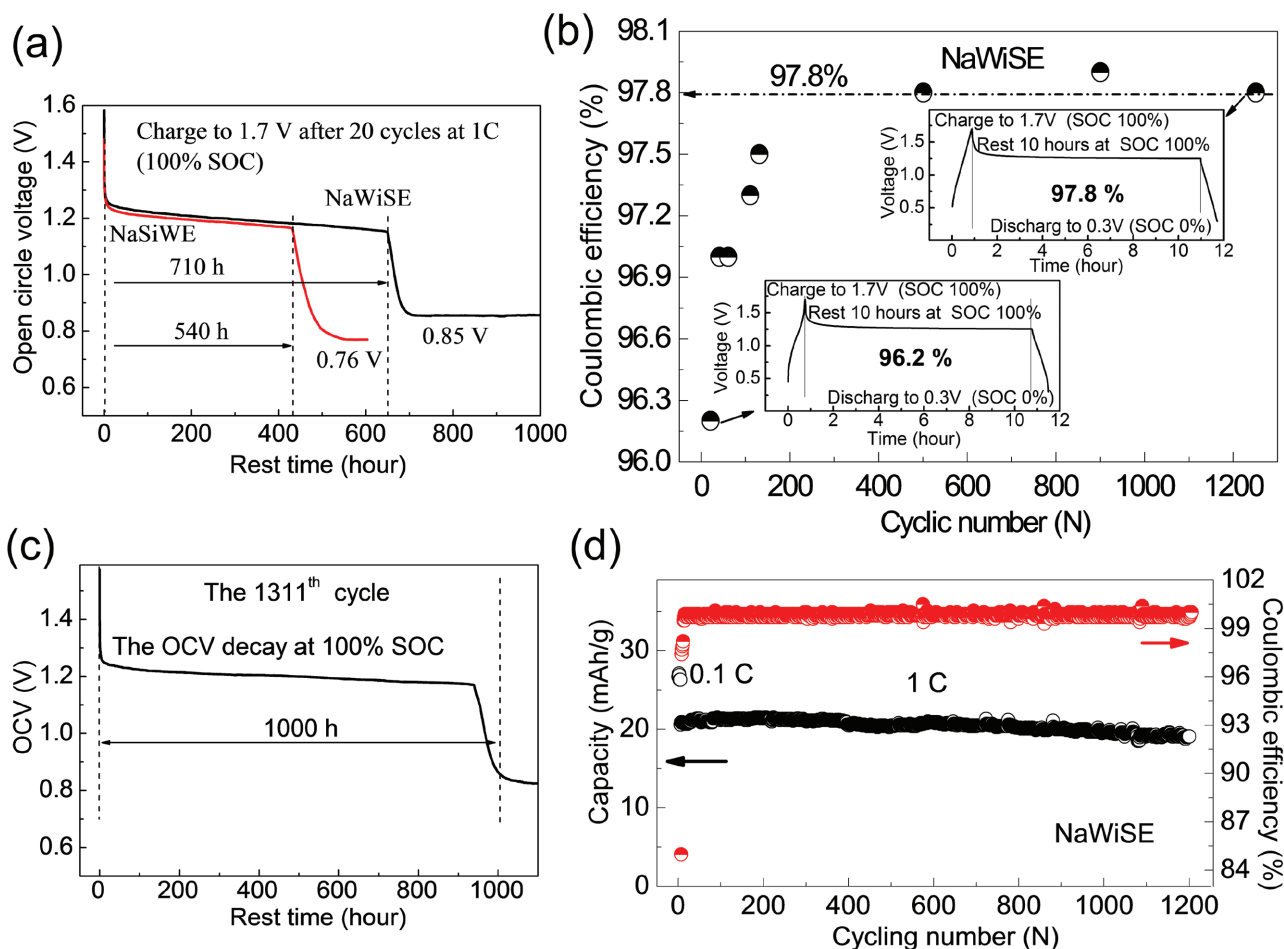 (a)
Open circle voltage (V)
1.6
1.4
1.2
1.0
0.8
0.6
Charge to 1.7 V after 20 cycles at 1C
(100% SOC)
NaWiSE
NaSiWE
710 h
540 h
0.76 V
0.85 V
0 200 400 600 800 1000
Rest time (hour)
(b)
Coulombic efficiency (%)
98.1
97.8
97.5
97.2
96.9
96.6
96.3
96.0
NaWiSE
97.8%
Charge to 1.7V (SOC 100%)
Rest 10 hours at SOC 100%
97.8 %
Discharg to 0.3V (SOC 0%)
Voltage (V)
1.5
1.0
0.5
0 2 4 6 8 10 12
Time (hour)
Charge to 1.7V (SOC 100%)
Rest 10 hours at SOC 100%
96.2 %
Discharg to 0.3V (SOC 0%)
Voltage (V)
1.5
1.0
0.5
0 2 4 6 8 10 12
Time (hour)
0 200 400 600 800 1000 1200
Cyclic number (N)
(c)
OCV (V)
1.4
1.2
1.0
0.8
0.6
The 1311th cycle
The OCV decay at 100% SOC
1000 h
0 200 400 600 800 1000
Rest time (hour)
(d)
Capacity (mAh/g)
30
20
10
0
0.1 C
1 C
NaWiSE
102
99
96
93
90
87
84
Coulombic efficiency (%)
0 200 400 600 800 1000 1200
Cycling number (N)